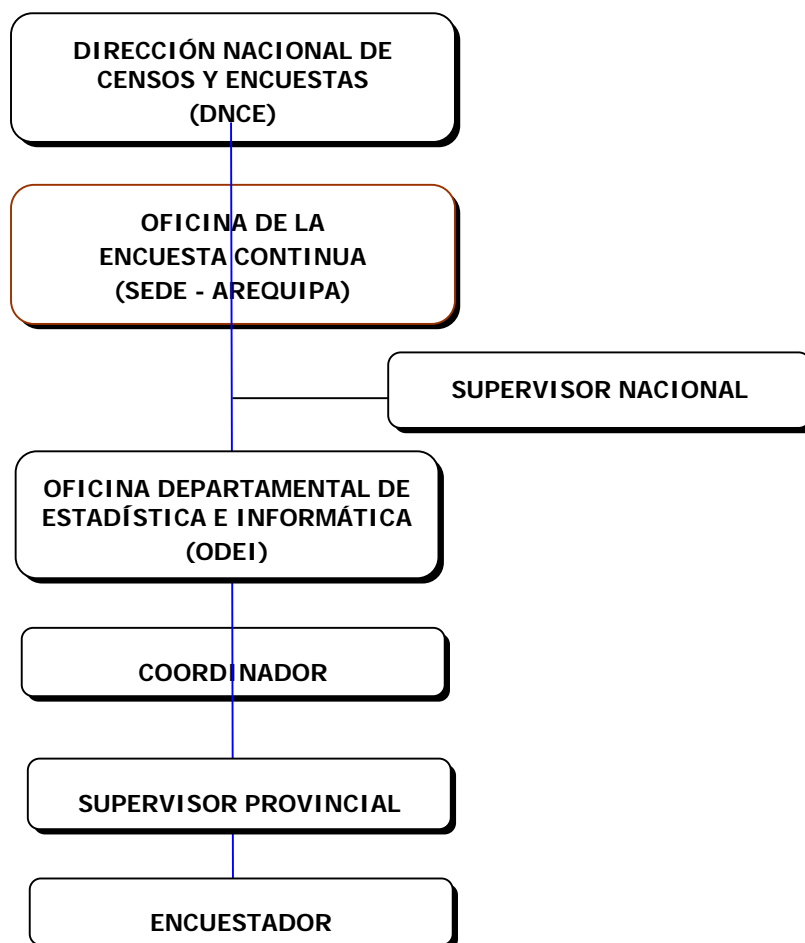 DIRECCIÓN NACIONAL DE
CENSOS Y ENCUESTAS
(DNCE)
OFICINA DE LA
ENCUESTA CONTINUA
(SEDE - AREQUIPA)
SUPERVISOR NACIONAL
OFICINA DEPARTAMENTAL DE
ESTADÍSTICA E INFORMÁTICA
(ODEI)
COORDINADOR
SUPERVISOR PROVINCIAL
ENCUESTADOR